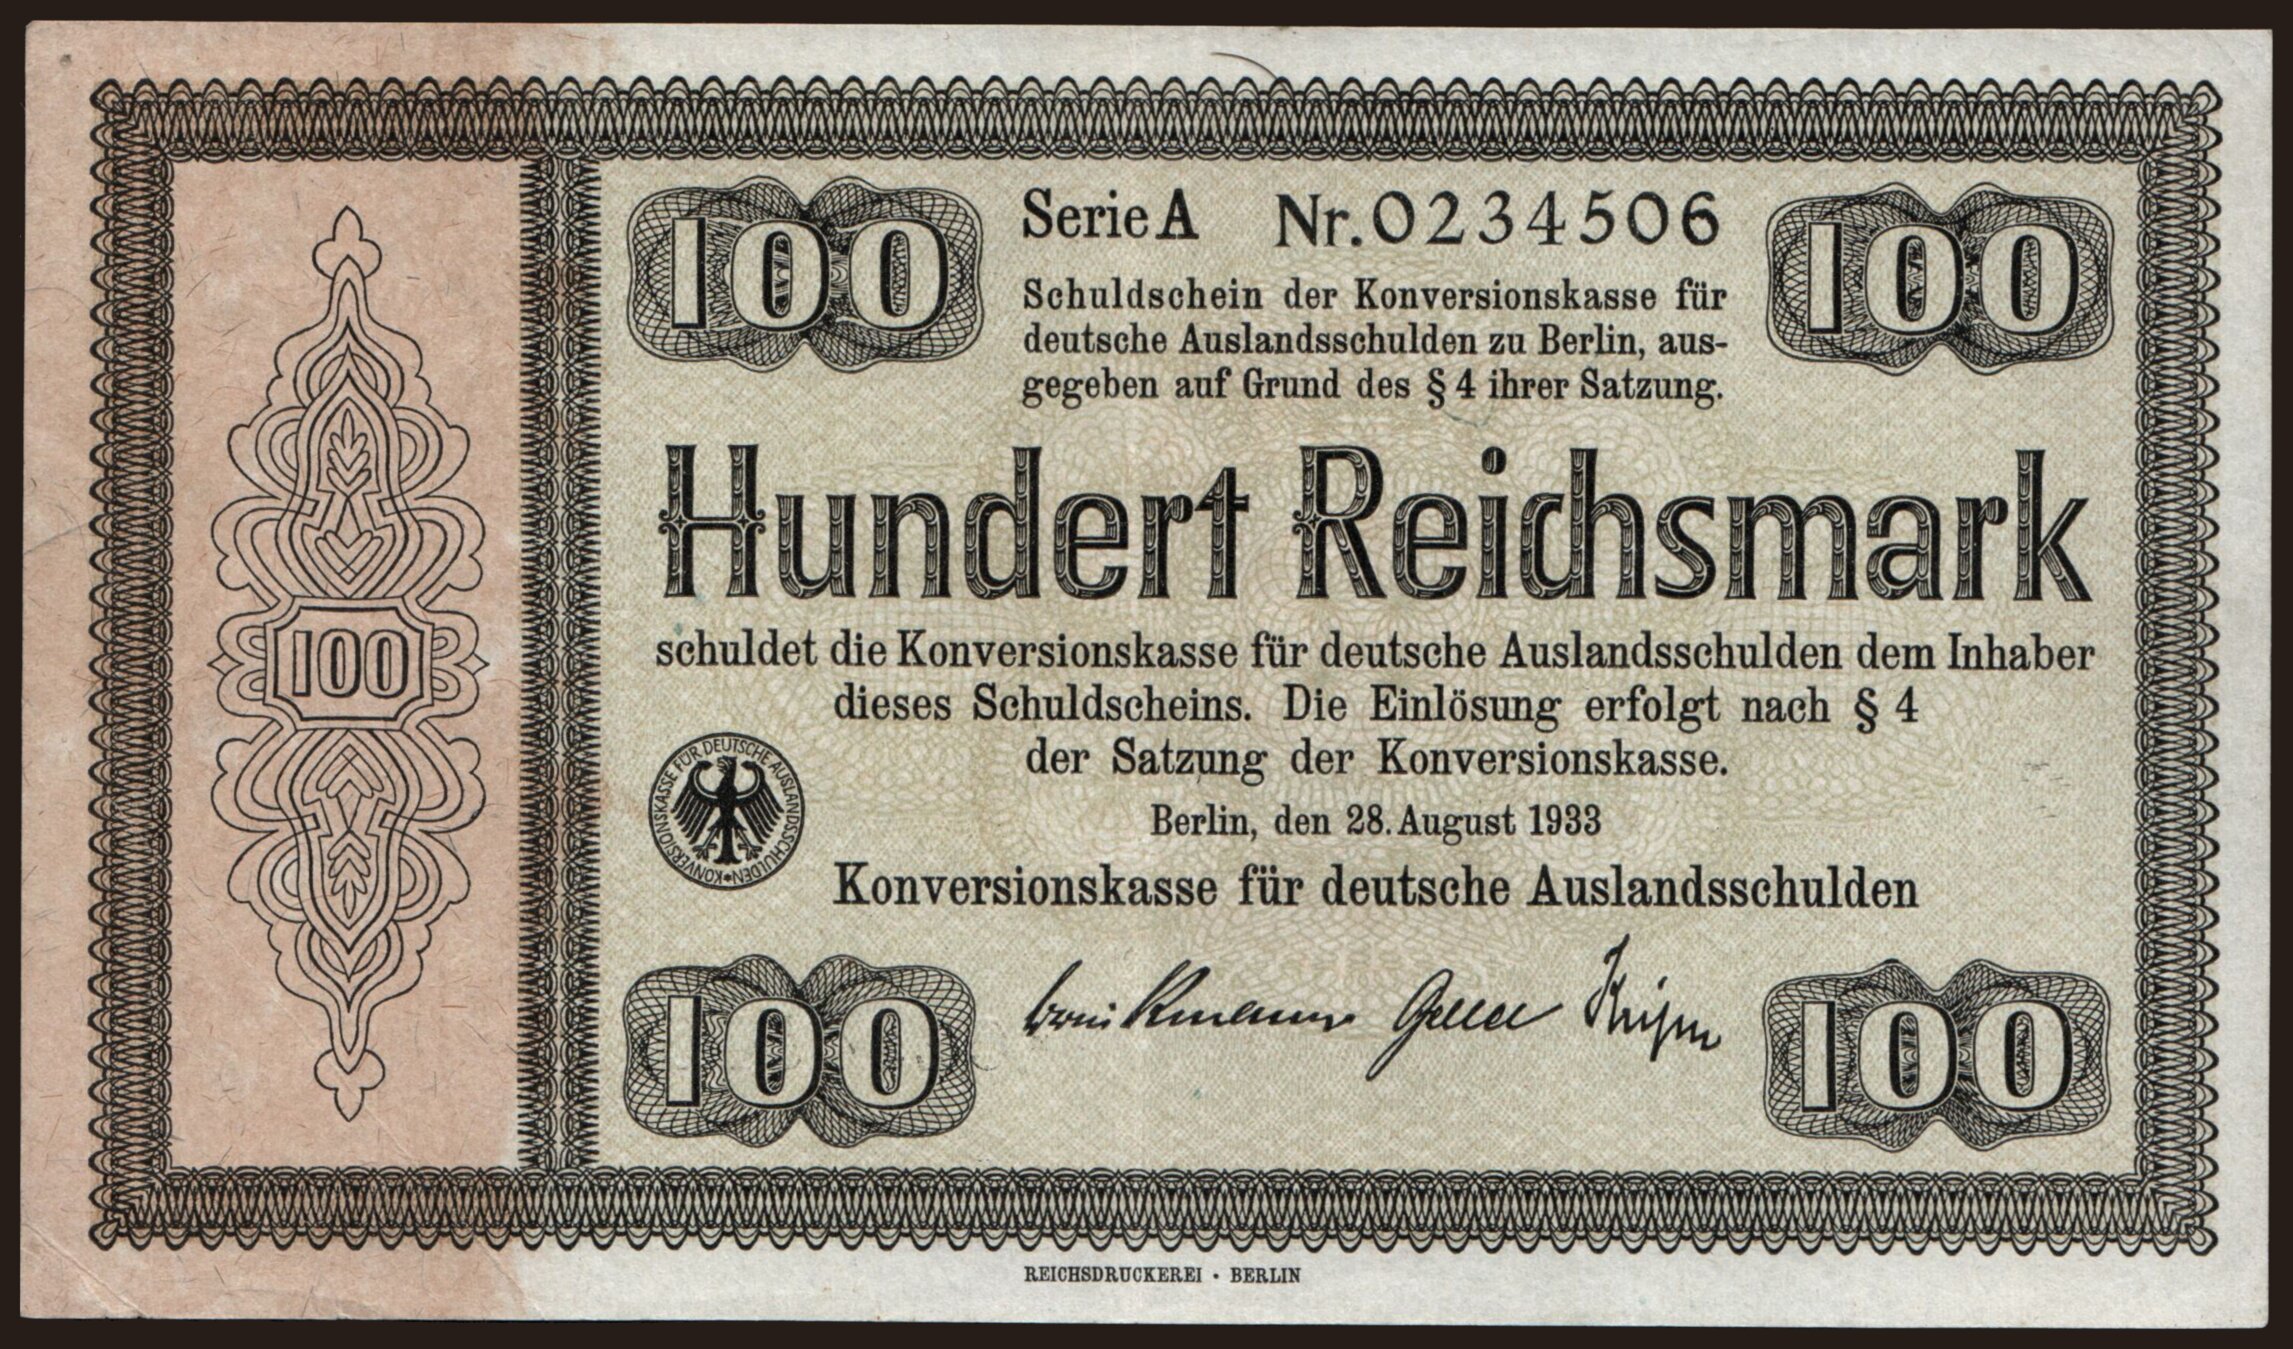 100
Serie A Nr. 0234506
100
Schuldschein der Konversionskasse für
deutsche Auslandsschulden zu Berlin, aus-
gegeben auf Grund des § 4 ihrer Satzung.
Hundert Reichsmark
schuldet die Konversionskasse für deutsche Auslandsschulden dem Inhaber
dieses Schuldscheins. Die Einlösung erfolgt nach § 4
der Satzung der Konversionskasse.
100
KONVERSIONSKASSE FÜR DEUTSCHE AUSLANDSSCHULDEN
Berlin, den 28. August 1933
Konversionskasse für deutsche Auslandsschulden
100
100
REICHSDRUCKEREI · BERLIN